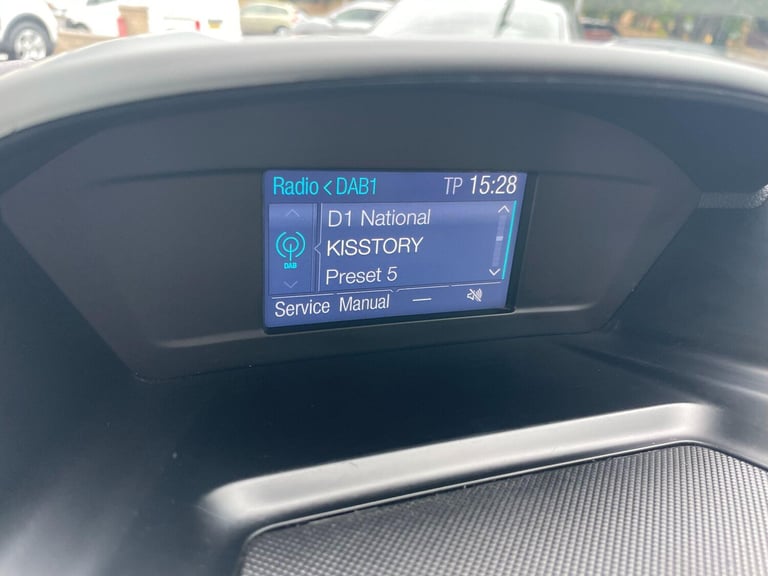 Radio < DAB1 TP 15:28
D1 National
KISSTORY
DAB
Preset 5
Service Manual —